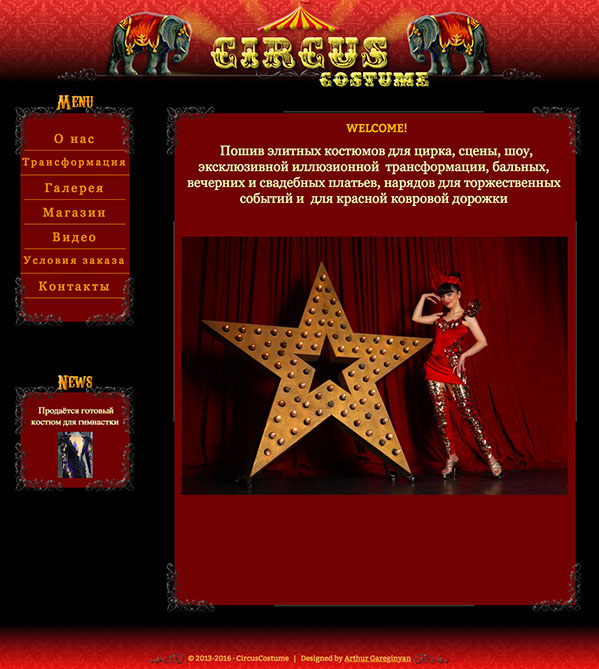 CIRCUS
COSTUME
MENU
О нас
Трансформация
Галерея
Магазин
Видео
Условия заказа
Контакты
NEWS
Продаётся готовый
костюм для гимнастки
WELCOME!
Пошив элитных костюмов для цирка, сцены, шоу,
эксклюзивной иллюзионной трансформации, бальных,
вечерних и свадебных платьев, нарядов для торжественных
событий и для красной ковровой дорожки
© 2013-2016 · CircusCostume | Designed by Arthur Gareginyan